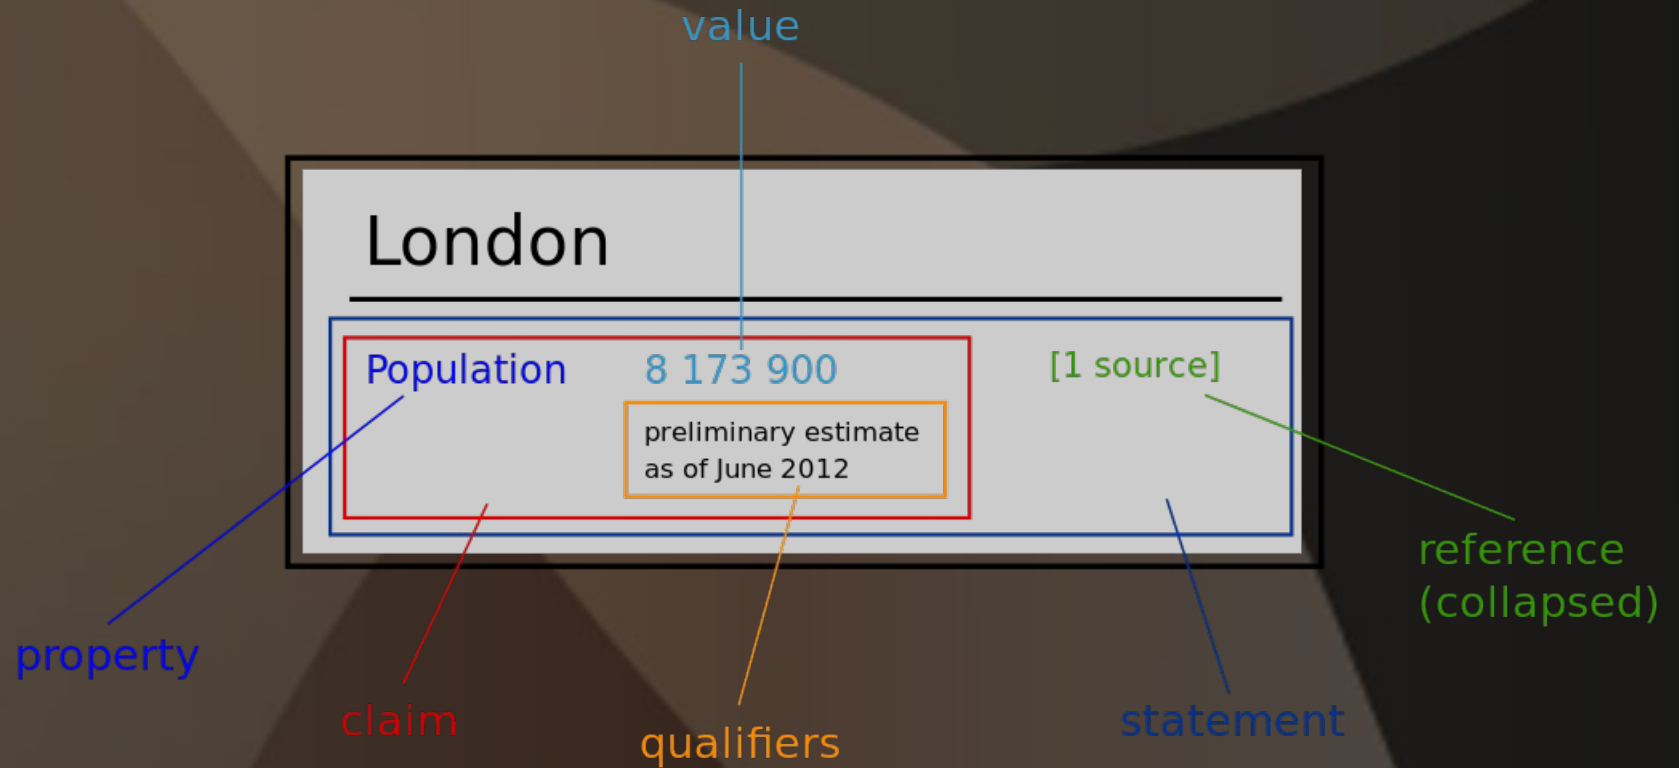 value
London
Population 8 173 900 [1 source]
preliminary estimate
as of June 2012
reference
(collapsed)
property
claim
qualifiers
statement